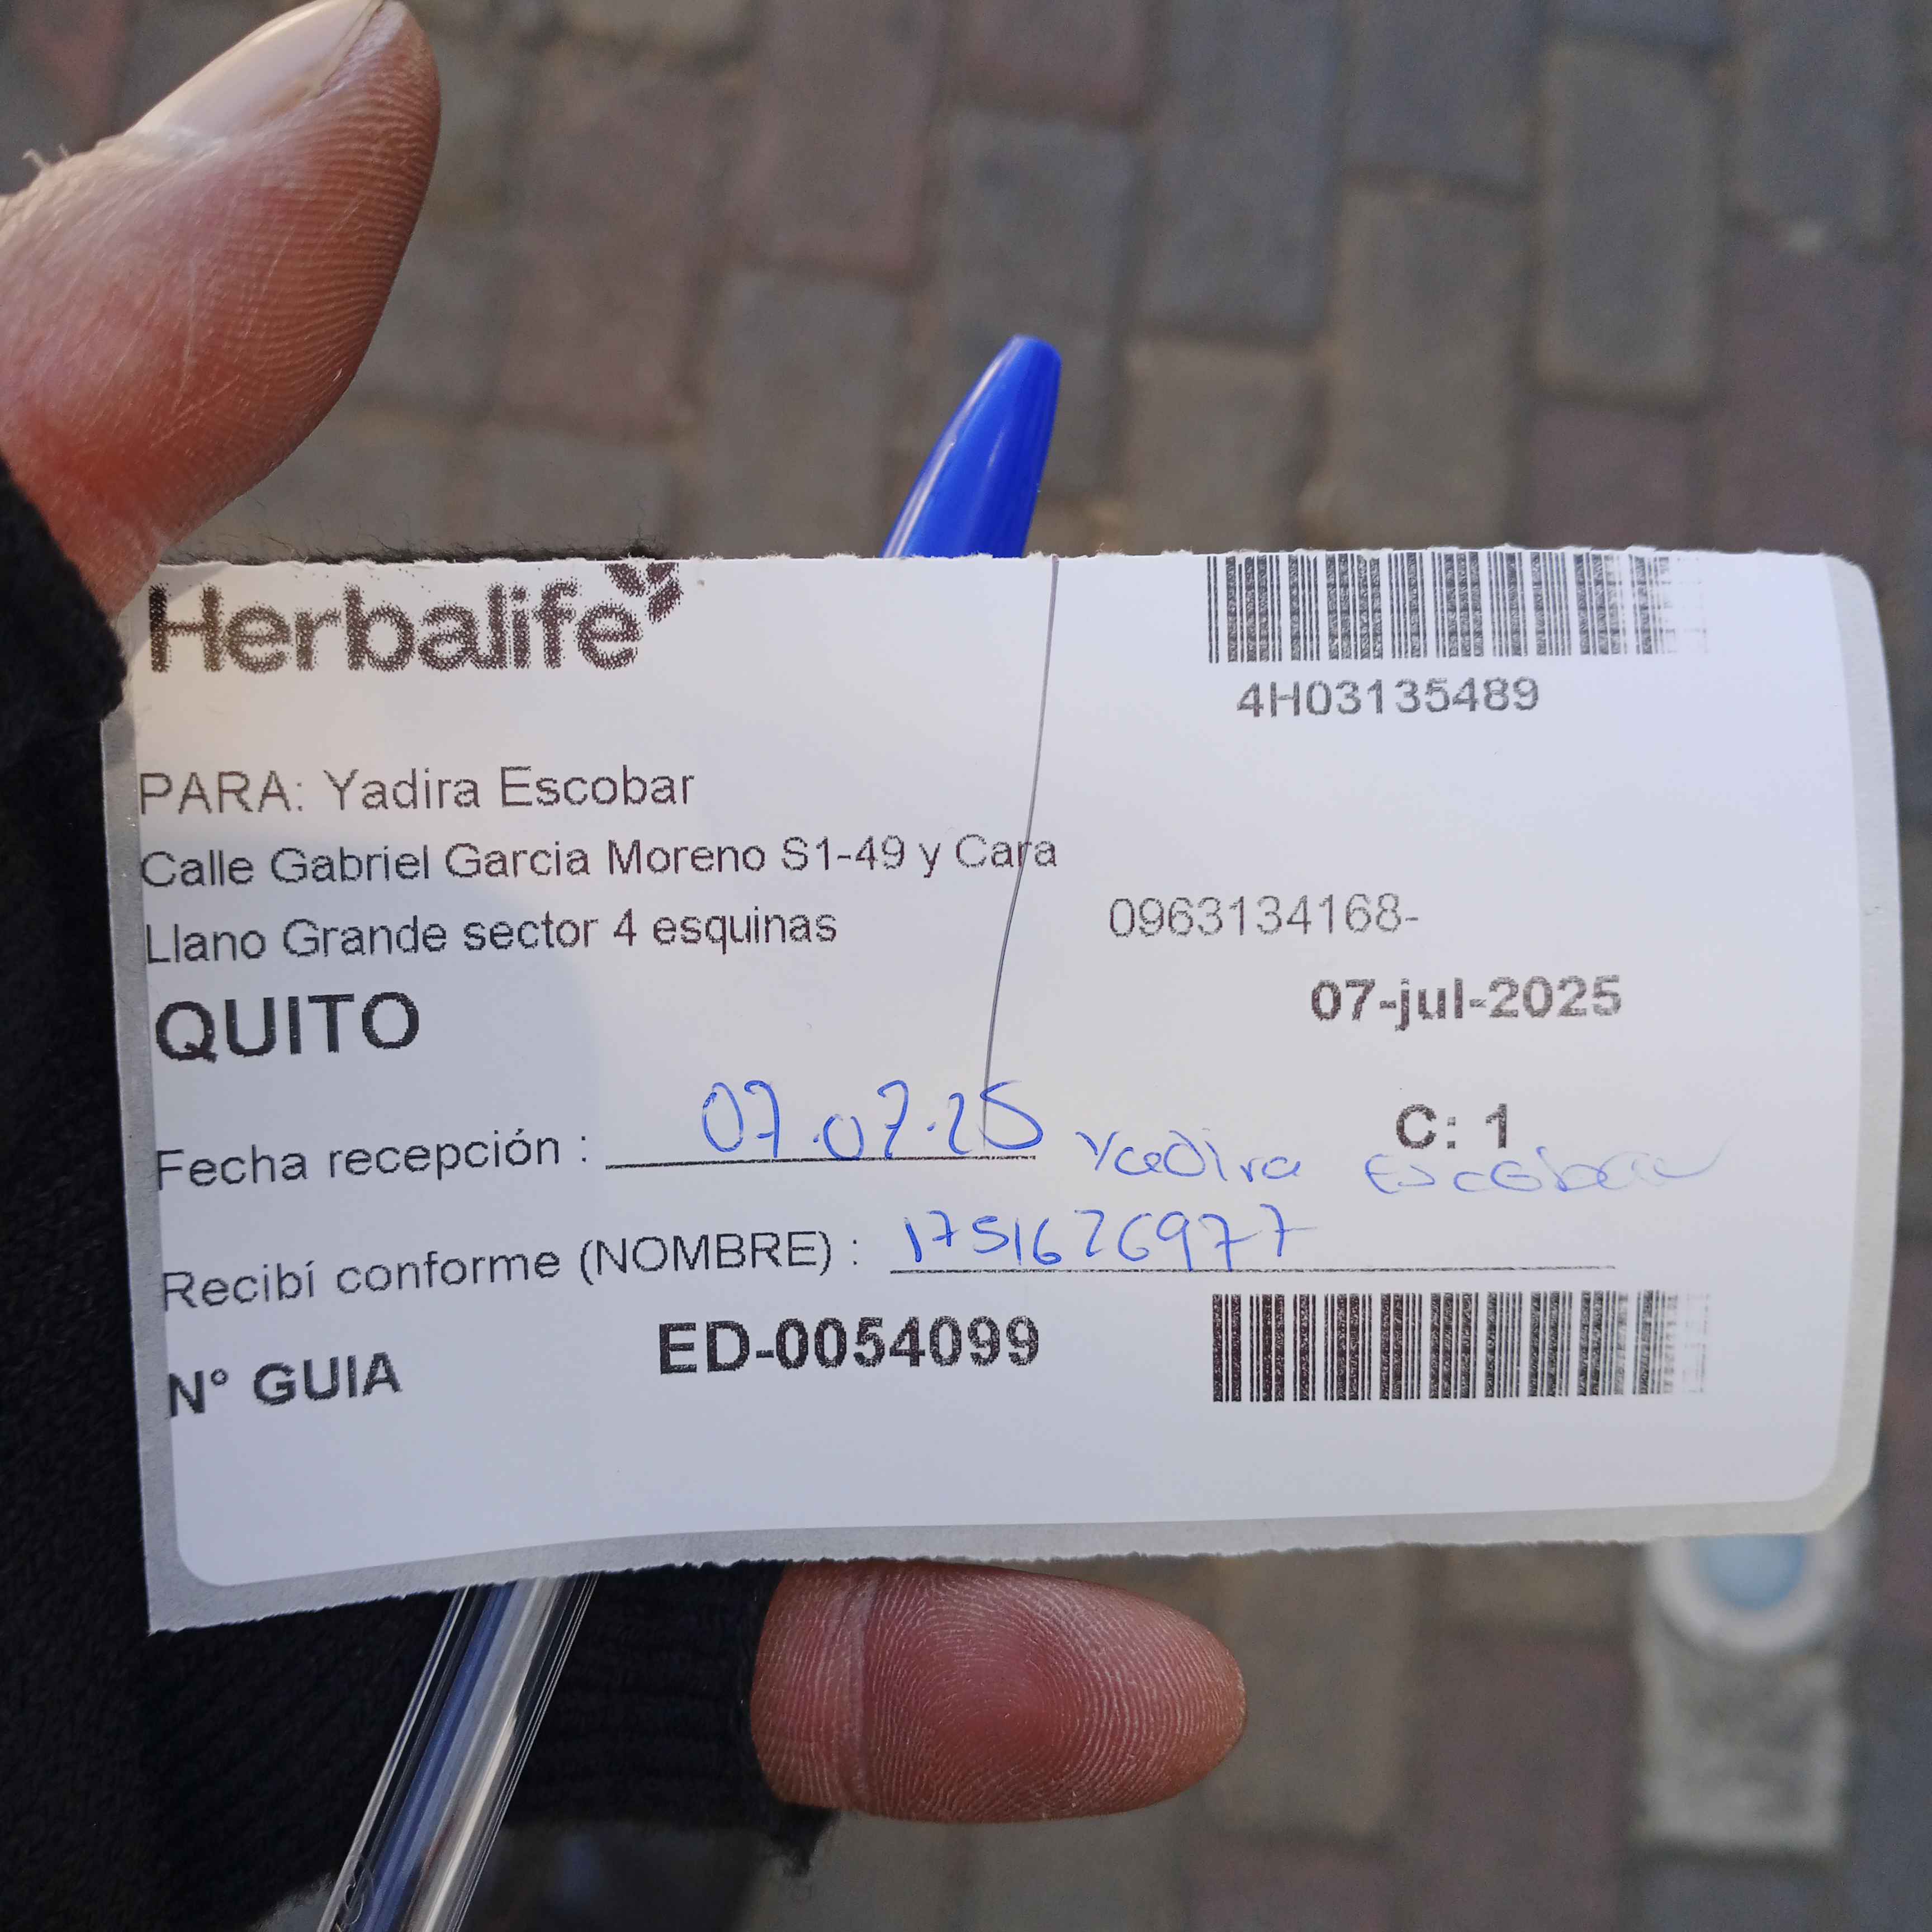 Herbalife
4H03135489
PARA: Yadira Escobar
Calle Gabriel Garcia Moreno S1-49 y Cara
Llano Grande sector 4 esquinas
0963134168-
QUITO
07-jul-2025
C: 1
Fecha recepción : 07.07.25
Yadira Escobar
Recibí conforme (NOMBRE) : 1751626977
N° GUIA ED-0054099